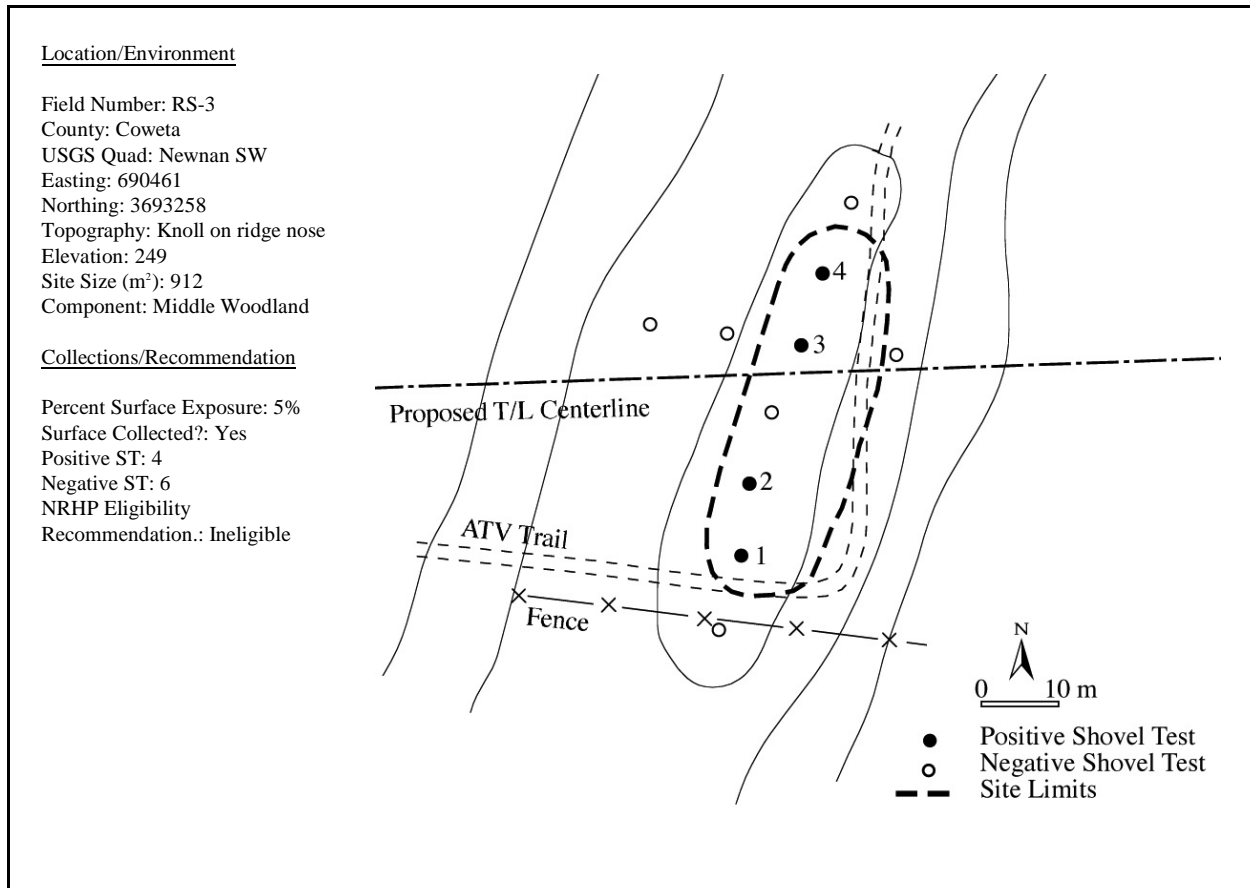 Location/Environment
Field Number: RS-3
County: Coweta
USGS Quad: Newnan SW
Easting: 690461
Northing: 3693258
Topography: Knoll on ridge nose
Elevation: 249
Site Size (m²): 912
Component: Middle Woodland
Collections/Recommendation
Percent Surface Exposure: 5%
Surface Collected?: Yes
Positive ST: 4
Negative ST: 6
NRHP Eligibility
Recommendation.: Ineligible
4
3
Proposed T/L Centerline
2
ATV Trail
1
Fence
N
0 10 m
Positive Shovel Test
Negative Shovel Test
Site Limits